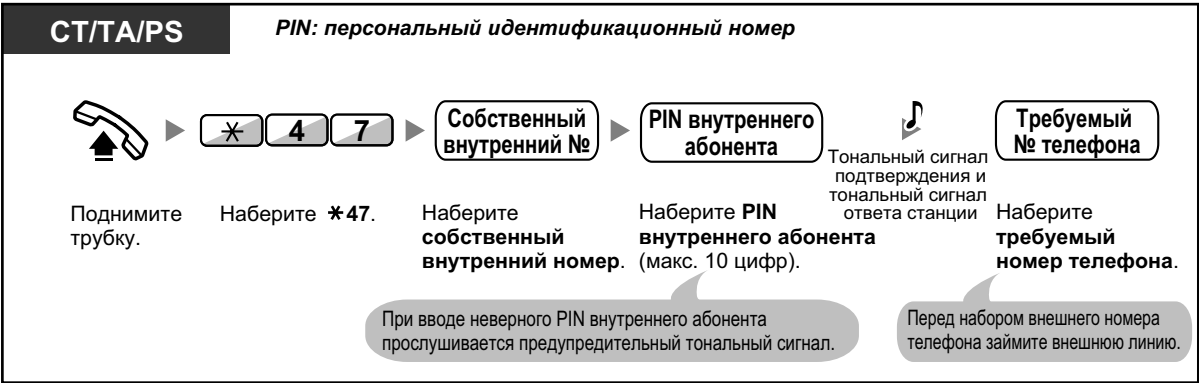 CT/TA/PS
PIN: персональный идентификационный номер
✳ 4 7
Собственный
внутренний №
PIN внутреннего
абонента
Тональный сигнал
подтверждения и
тональный сигнал
ответа станции
Требуемый
№ телефона
Поднимите
трубку.
Наберите ✳47.
Наберите
собственный
внутренний номер.
Наберите PIN
внутреннего абонента
(макс. 10 цифр).
Наберите
требуемый
номер телефона.
При вводе неверного PIN внутреннего абонента
прослушивается предупредительный тональный сигнал.
Перед набором внешнего номера
телефона займите внешнюю линию.